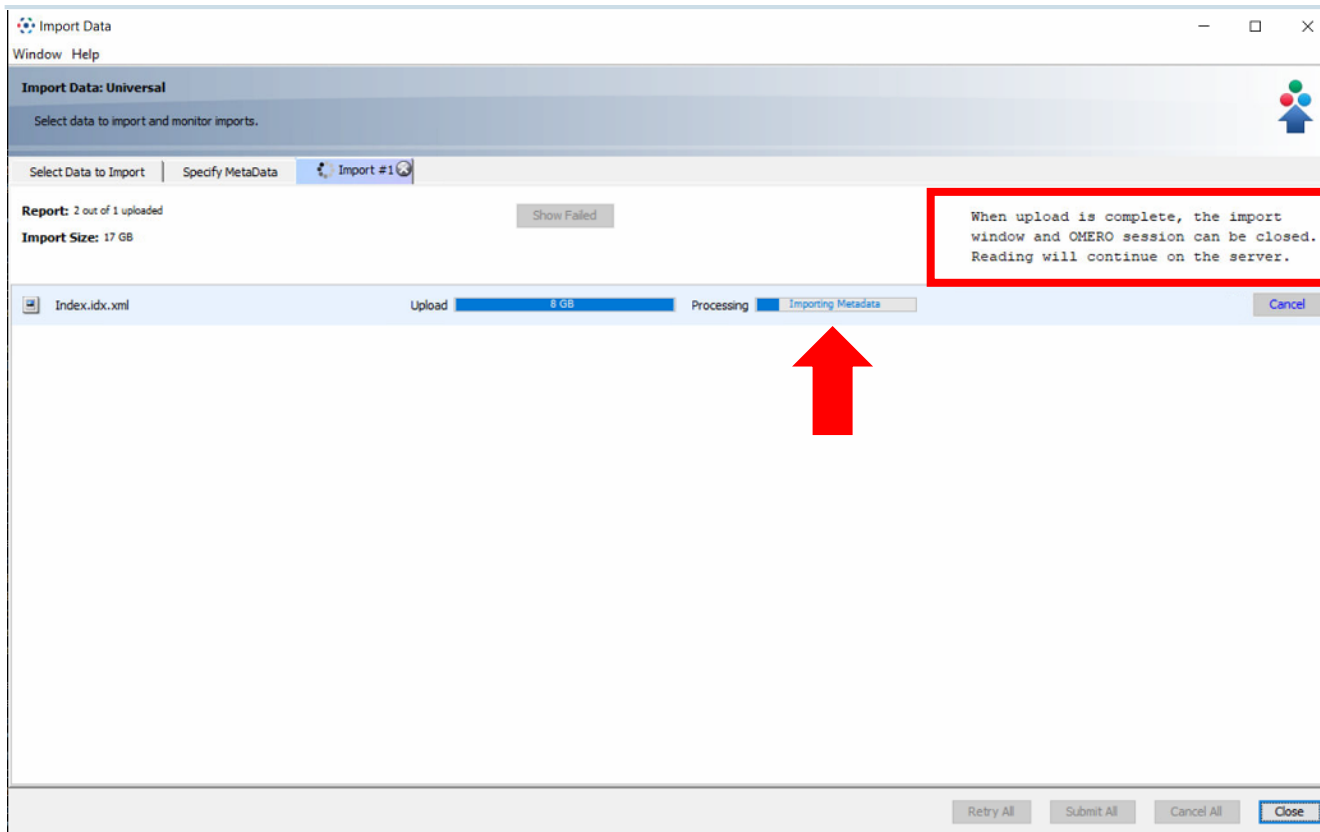 Import Data
Window Help
Import Data: Universal
Select data to import and monitor imports.
Select Data to Import Specify MetaData Import #1
Report: 2 out of 1 uploaded
Show Failed
Import Size: 17 GB
When upload is complete, the import
window and OMERO session can be closed.
Reading will continue on the server.
Index.idx.xml Upload 8 GB Processing Importing Metadata Cancel
Retry All Submit All Cancel All Close